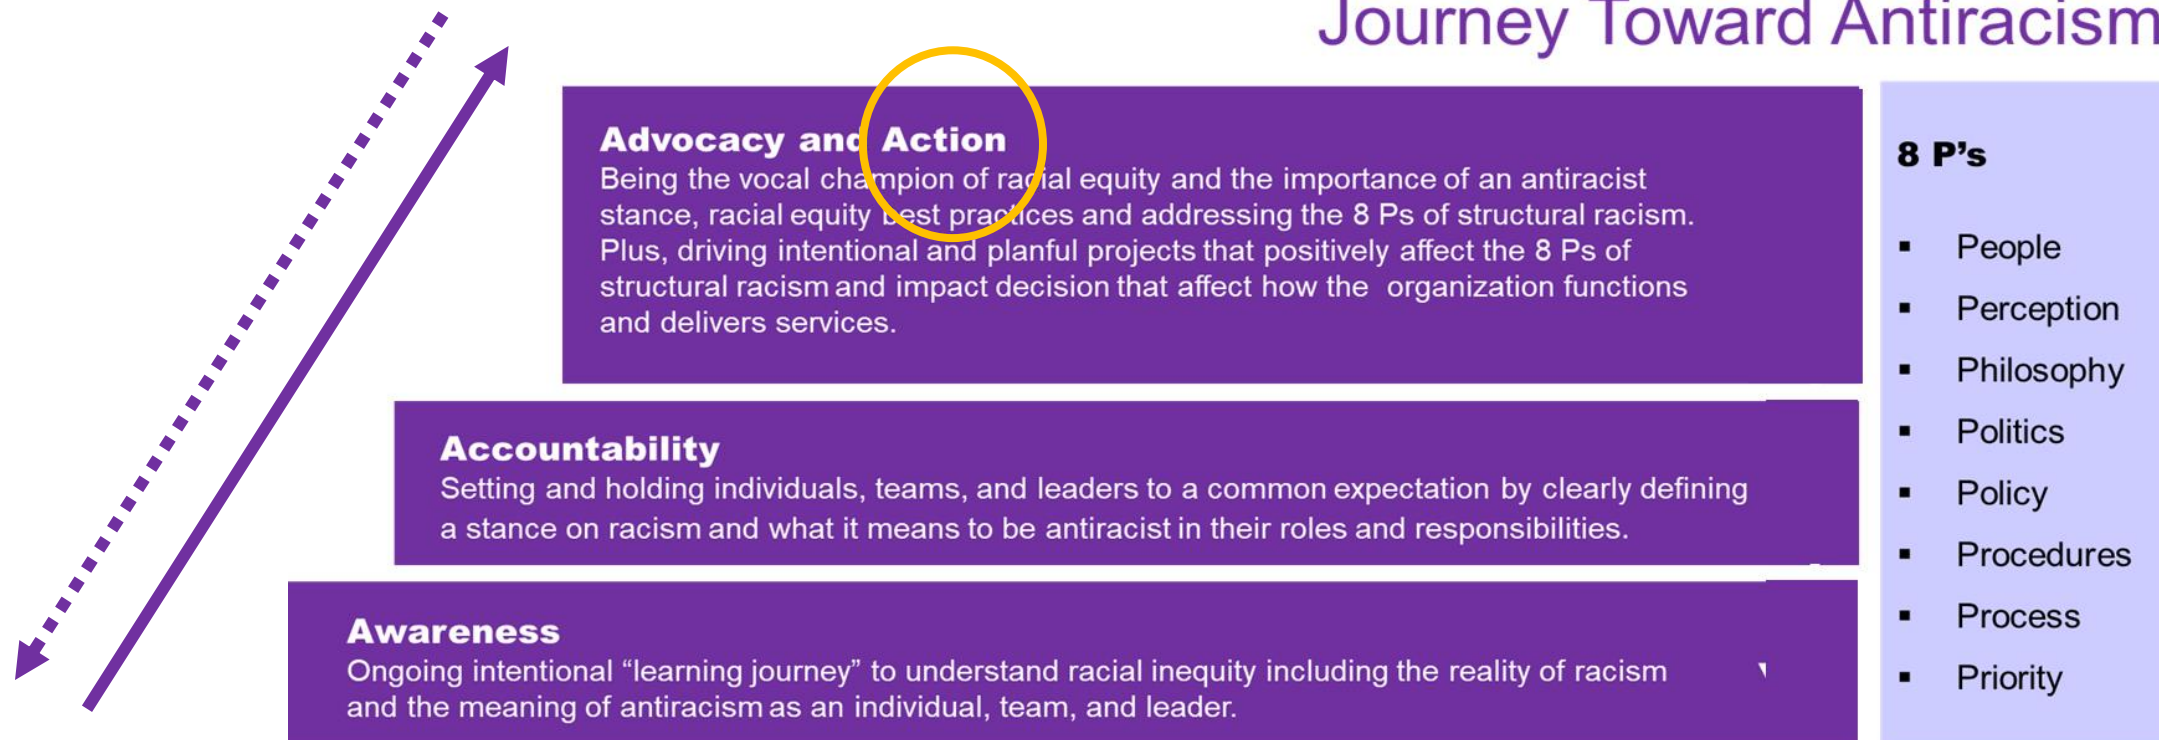 Journey Toward Antiracism
Advocacy and Action
Being the vocal champion of racial equity and the importance of an antiracist
stance, racial equity best practices and addressing the 8 Ps of structural racism.
Plus, driving intentional and planful projects that positively affect the 8 Ps of
structural racism and impact decision that affect how the organization functions
and delivers services.
Accountability
Setting and holding individuals, teams, and leaders to a common expectation by clearly defining
a stance on racism and what it means to be antiracist in their roles and responsibilities.
Awareness
Ongoing intentional “learning journey” to understand racial inequity including the reality of racism
and the meaning of antiracism as an individual, team, and leader.
8 P’s
▪ People
▪ Perception
▪ Philosophy
▪ Politics
▪ Policy
▪ Procedures
▪ Process
▪ Priority